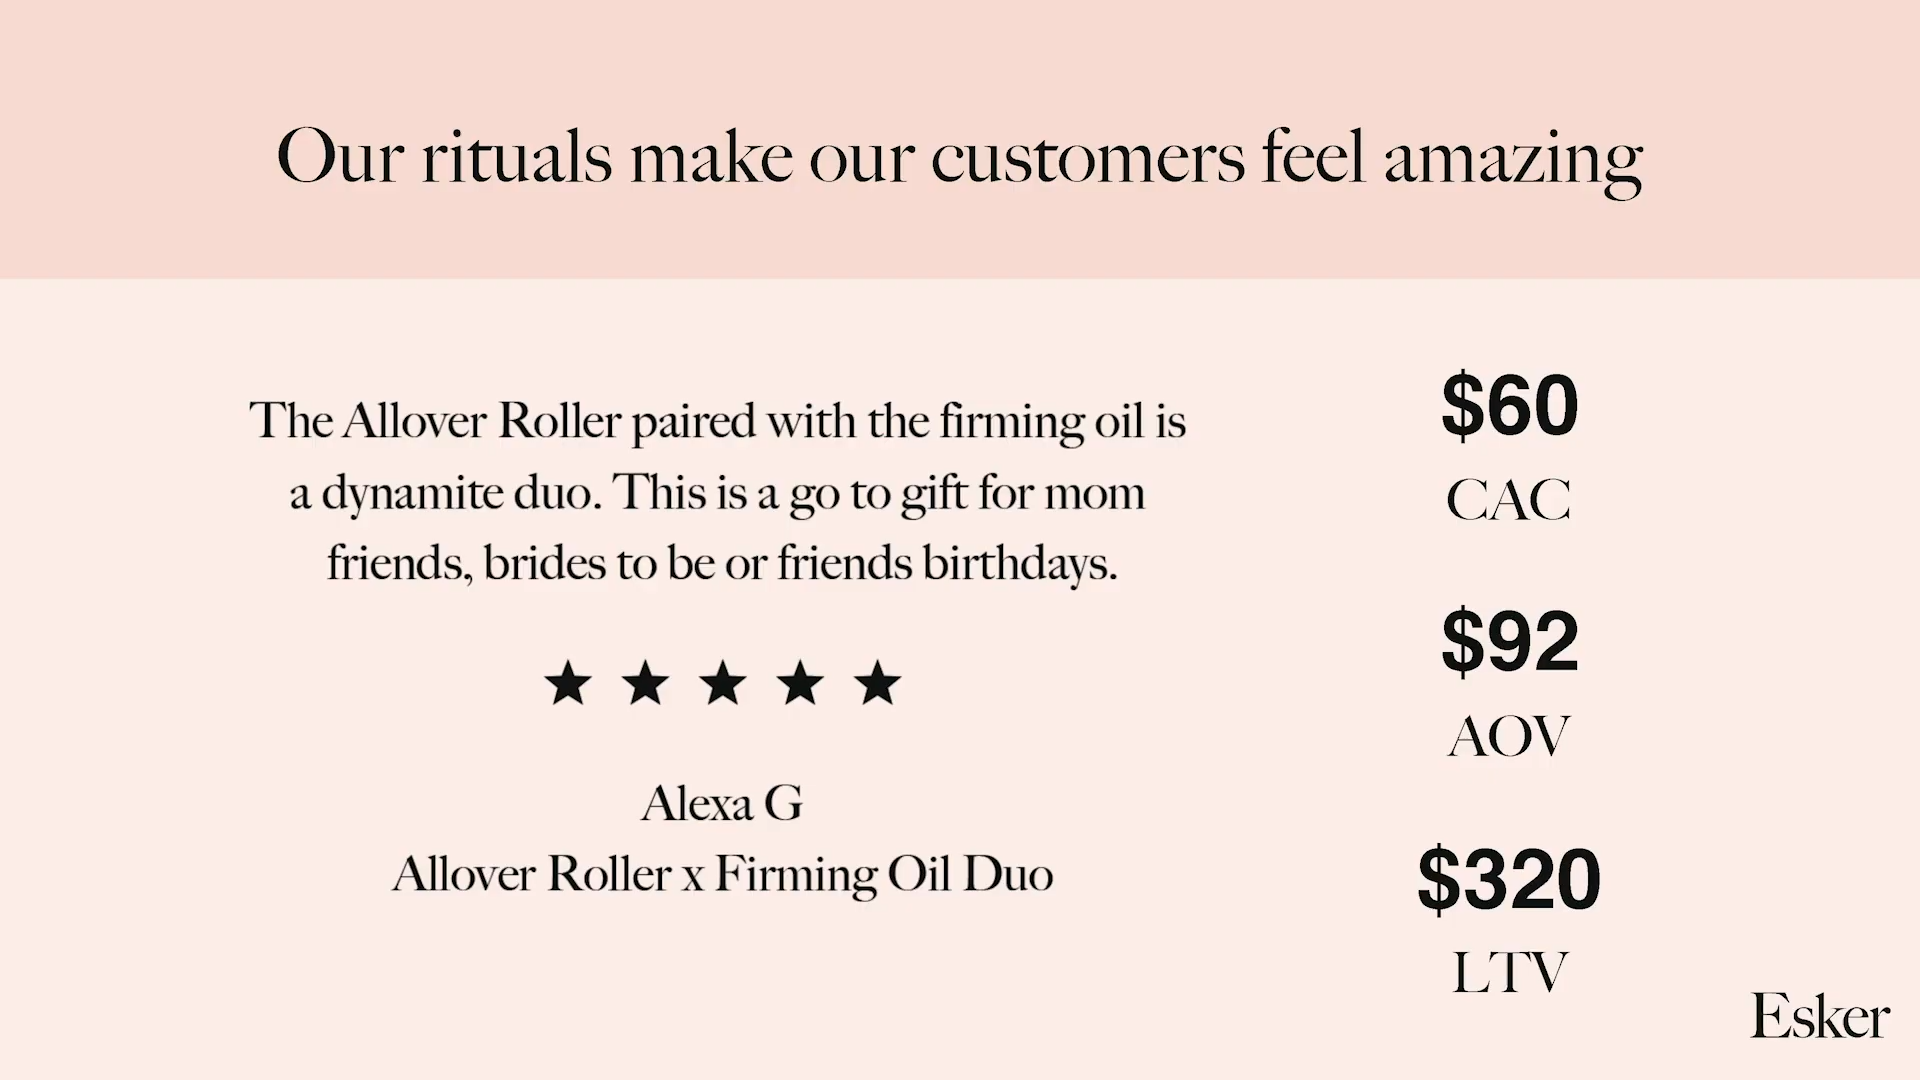 Our rituals make our customers feel amazing
The Allover Roller paired with the firming oil is
a dynamite duo. This is a go to gift for mom
friends, brides to be or friends birthdays.
Alexa G
Allover Roller x Firming Oil Duo
$60
CAC
$92
AOV
$320
LTV
Esker